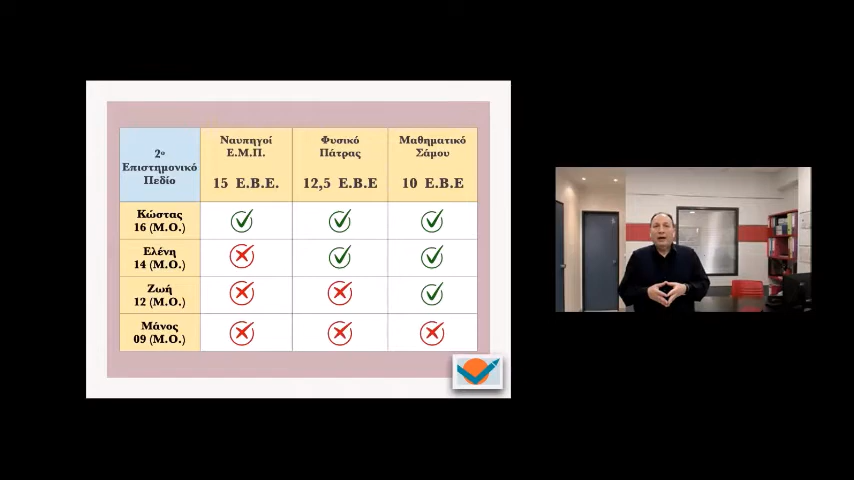 2ο
Επιστημονικό
Πεδίο
Ναυπηγοί
Ε.Μ.Π.
15 Ε.Β.Ε.
Φυσικό
Πάτρας
12,5 Ε.Β.Ε
Μαθηματικό
Σάμου
10 Ε.Β.Ε
Κώστας
16 (Μ.Ο.)
Ελένη
14 (Μ.Ο.)
Ζωή
12 (Μ.Ο.)
Μάνος
09 (Μ.Ο.)